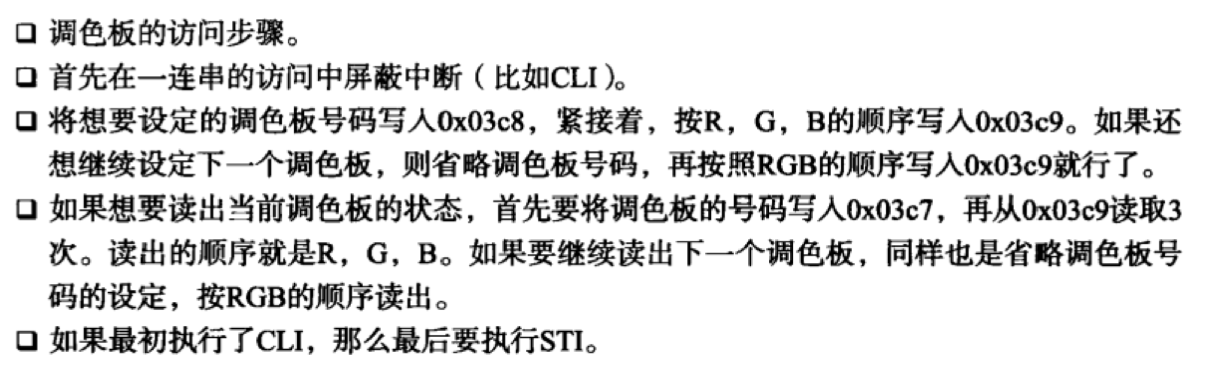 ❑ 调色板的访问步骤。
❑ 首先在一连串的访问中屏蔽中断（比如CLI）。
❑ 将想要设定的调色板号码写入0x03c8，紧接着，按R，G，B的顺序写入0x03c9。如果还
想继续设定下一个调色板，则省略调色板号码，再按照RGB的顺序写入0x03c9就行了。
❑ 如果想要读出当前调色板的状态，首先要将调色板的号码写入0x03c7，再从0x03c9读取3
次。读出的顺序就是R，G，B。如果要继续读出下一个调色板，同样也是省略调色板号
码的设定，按RGB的顺序读出。
❑ 如果最初执行了CLI，那么最后要执行STI。